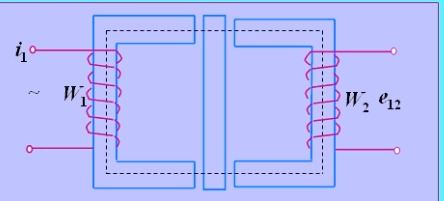 i₁
~ W₁ W₂ e₁₂